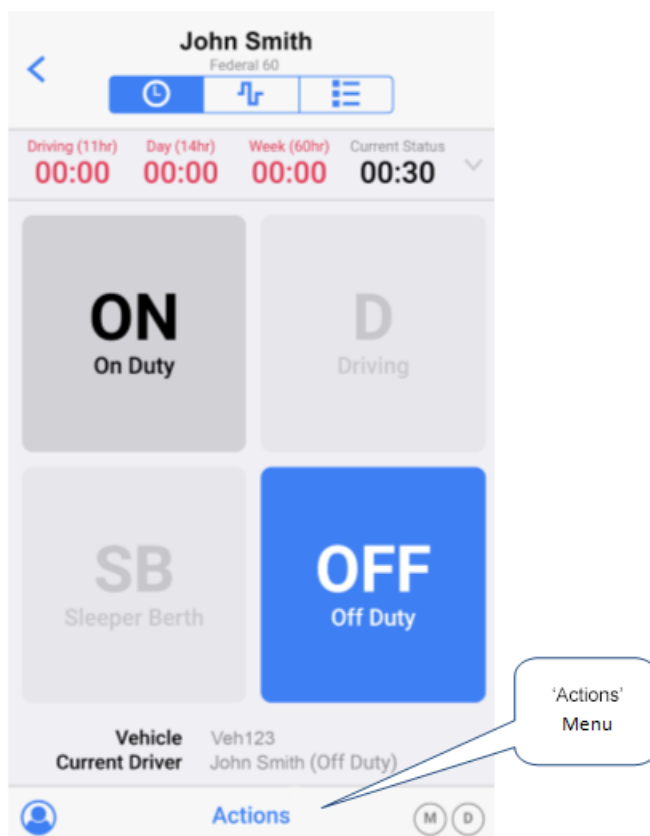 John Smith
Federal 60
Driving (11hr) Day (14hr) Week (60hr) Current Status
00:00 00:00 00:00 00:30
ON
On Duty
D
Driving
SB
Sleeper Berth
OFF
Off Duty
Vehicle Veh123
Current Driver John Smith (Off Duty)
Actions
M D
'Actions'
Menu